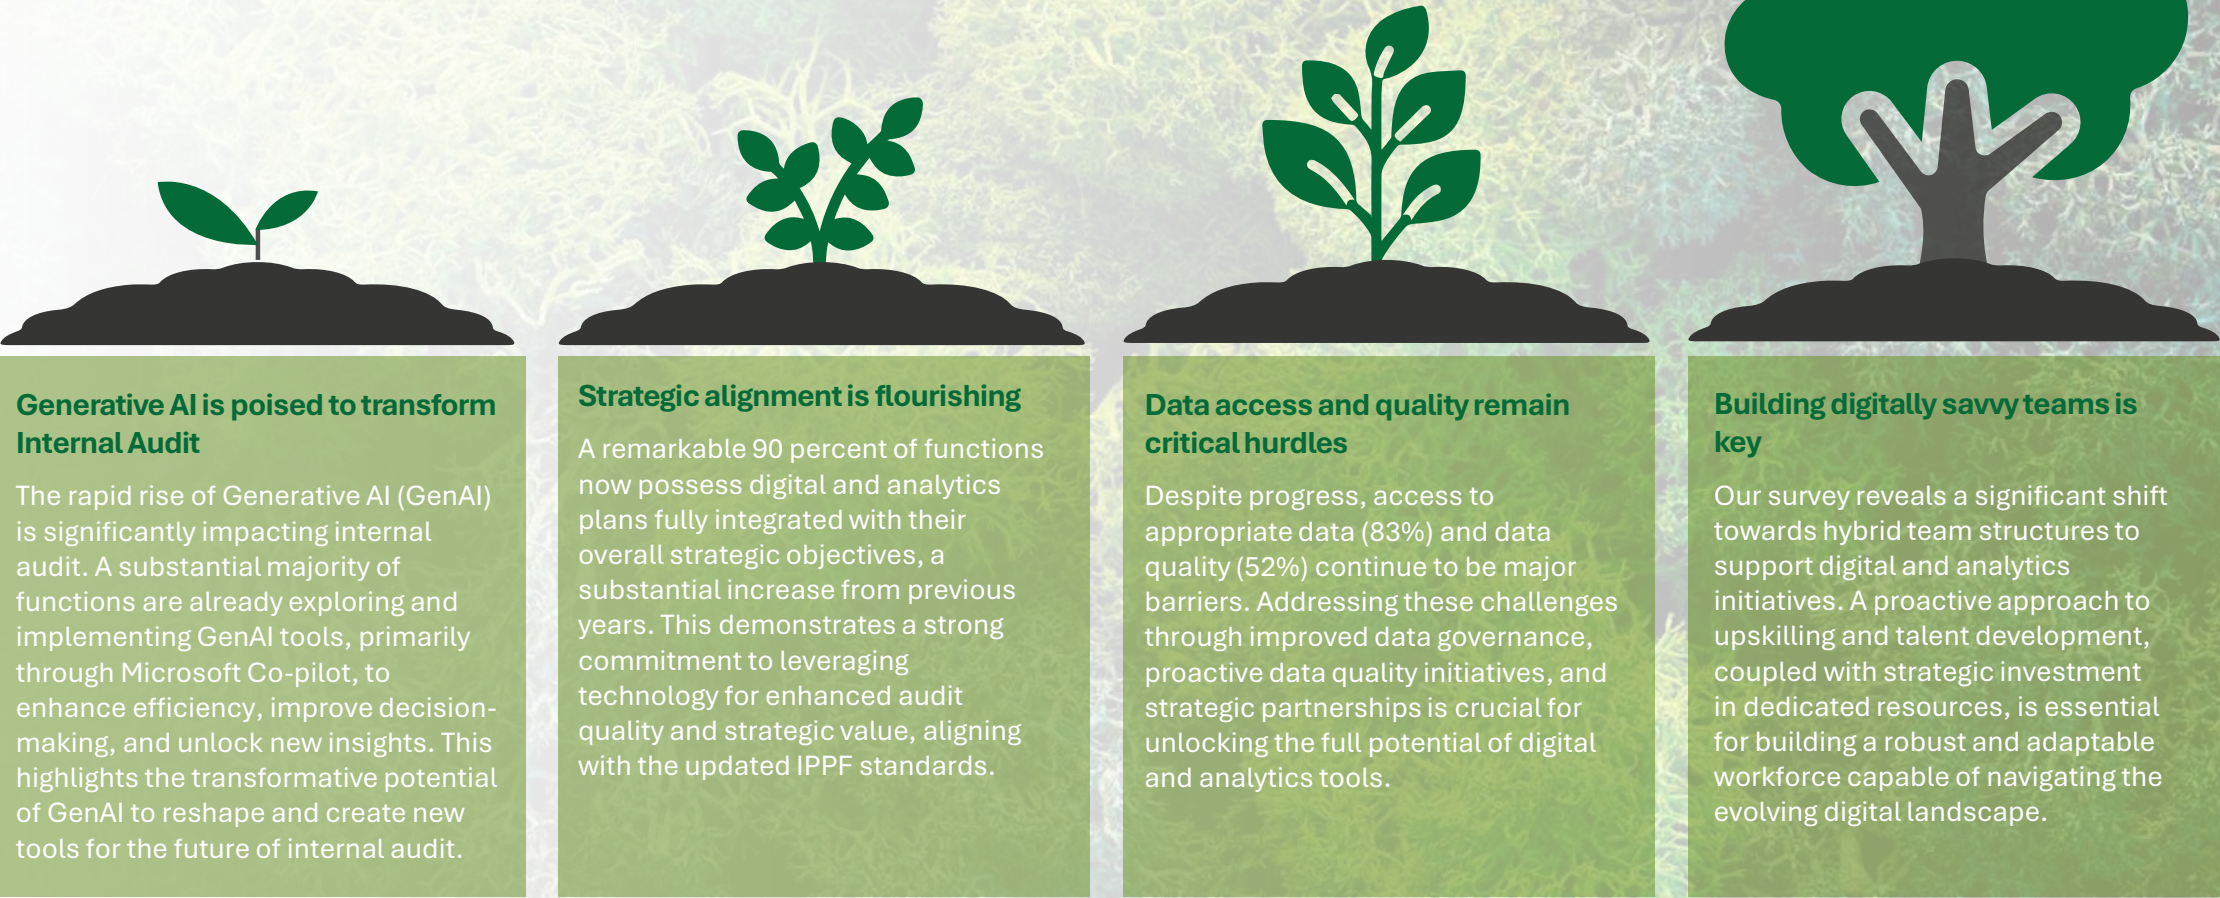 Generative AI is poised to transform
Internal Audit
The rapid rise of Generative AI (GenAI)
is significantly impacting internal
audit. A substantial majority of
functions are already exploring and
implementing GenAI tools, primarily
through Microsoft Co-pilot, to
enhance efficiency, improve decision-
making, and unlock new insights. This
highlights the transformative potential
of GenAI to reshape and create new
tools for the future of internal audit.
Strategic alignment is flourishing
A remarkable 90 percent of functions
now possess digital and analytics
plans fully integrated with their
overall strategic objectives, a
substantial increase from previous
years. This demonstrates a strong
commitment to leveraging
technology for enhanced audit
quality and strategic value, aligning
with the updated IPPF standards.
Data access and quality remain
critical hurdles
Despite progress, access to
appropriate data (83%) and data
quality (52%) continue to be major
barriers. Addressing these challenges
through improved data governance,
proactive data quality initiatives, and
strategic partnerships is crucial for
unlocking the full potential of digital
and analytics tools.
Building digitally savvy teams is
key
Our survey reveals a significant shift
towards hybrid team structures to
support digital and analytics
initiatives. A proactive approach to
upskilling and talent development,
coupled with strategic investment
in dedicated resources, is essential
for building a robust and adaptable
workforce capable of navigating the
evolving digital landscape.